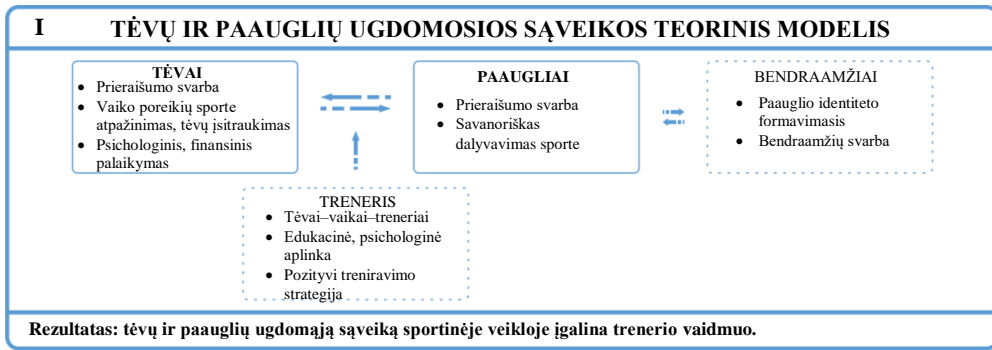 I TĖVŲ IR PAAUGLIŲ UGDOMOSIOS SĄVEIKOS TEORINIS MODELIS
TĖVAI
• Prieraišumo svarba
• Vaiko poreikių sporte
atpažinimas, tėvų įsitraukimas
• Psichologinis, finansinis
palaikymas
PAAUGLIAI
• Prieraišumo svarba
• Savanoriškas
dalyvavimas sporte
BENDRAAMŽIAI
• Paauglio identiteto
formavimasis
• Bendraamžių svarba
TRENERIS
• Tėvai–vaikai–treneriai
• Edukacinė, psichologinė
aplinka
• Pozityvi treniravimo
strategija
Rezultatas: tėvų ir paauglių ugdomąją sąveiką sportinėje veikloje įgalina trenerio vaidmuo.